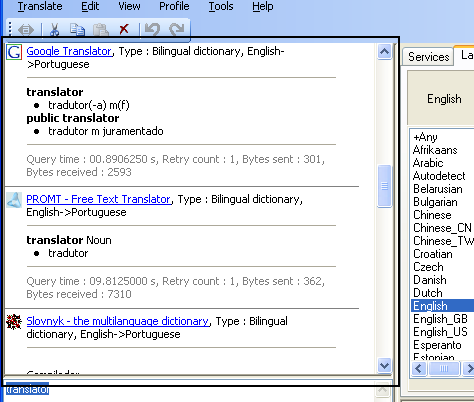 Translate Edit View Profile Tools Help
Google Translator, Type : Bilingual dictionary, English-
>Portuguese
translator
tradutor(-a) m(f)
public translator
tradutor m juramentado
Query time : 00.8906250 s, Retry count : 1, Bytes sent : 301,
Bytes received : 2593
PROMT - Free Text Translator, Type : Bilingual dictionary,
English->Portuguese
translator Noun
tradutor
Query time : 09.8125000 s, Retry count : 1, Bytes sent : 362,
Bytes received : 7310
Slovnyk - the multilanguage dictionary, Type : Bilingual
dictionary, English->Portuguese
translator
Services La
English
+Any
Afrikaans
Arabic
Autodetect
Belarusian
Bulgarian
Chinese
Chinese_CN
Chinese_TW
Croatian
Czech
Danish
Dutch
English
English_GB
English_US
Esperanto
Estonian